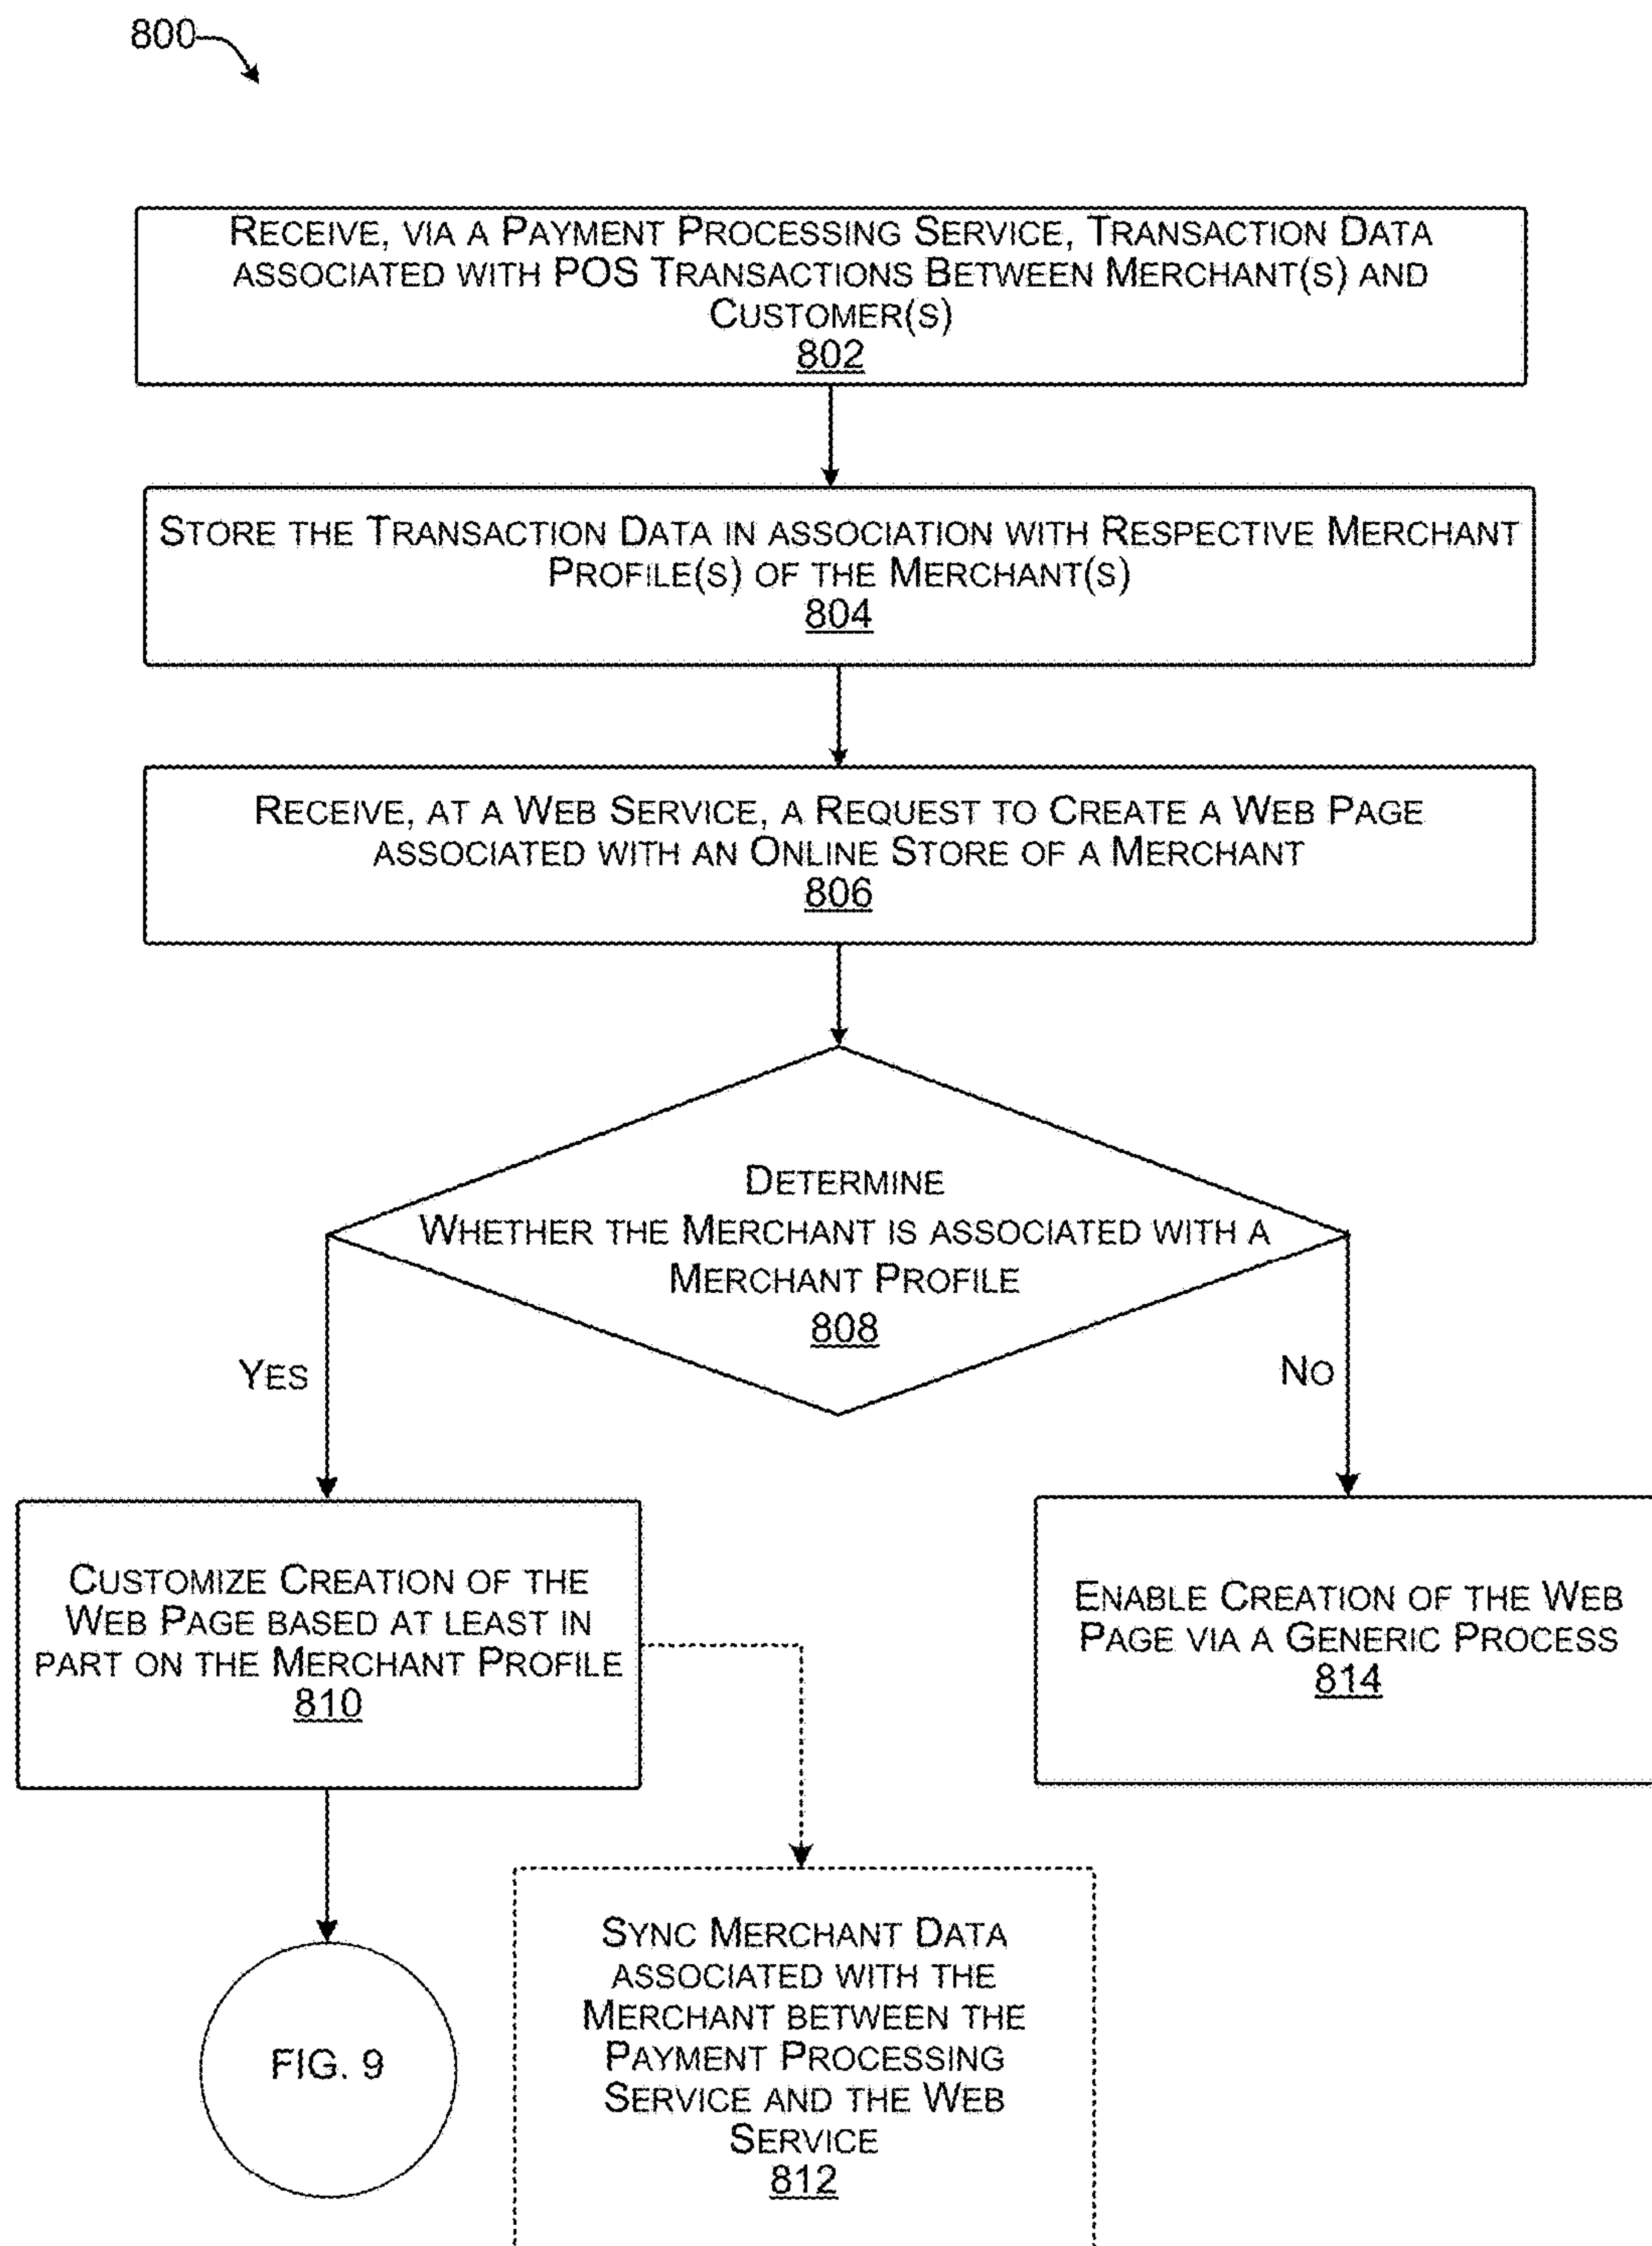 800
RECEIVE, VIA A PAYMENT PROCESSING SERVICE, TRANSACTION DATA
ASSOCIATED WITH POS TRANSACTIONS BETWEEN MERCHANT(S) AND
CUSTOMER(S)
802
STORE THE TRANSACTION DATA IN ASSOCIATION WITH RESPECTIVE MERCHANT
PROFILE(S) OF THE MERCHANT(S)
804
RECEIVE, AT A WEB SERVICE, A REQUEST TO CREATE A WEB PAGE
ASSOCIATED WITH AN ONLINE STORE OF A MERCHANT
806
DETERMINE
WHETHER THE MERCHANT IS ASSOCIATED WITH A
MERCHANT PROFILE
808
YES
NO
CUSTOMIZE CREATION OF THE
WEB PAGE BASED AT LEAST IN
PART ON THE MERCHANT PROFILE
810
ENABLE CREATION OF THE WEB
PAGE VIA A GENERIC PROCESS
814
FIG. 9
SYNC MERCHANT DATA
ASSOCIATED WITH THE
MERCHANT BETWEEN THE
PAYMENT PROCESSING
SERVICE AND THE WEB
SERVICE
812